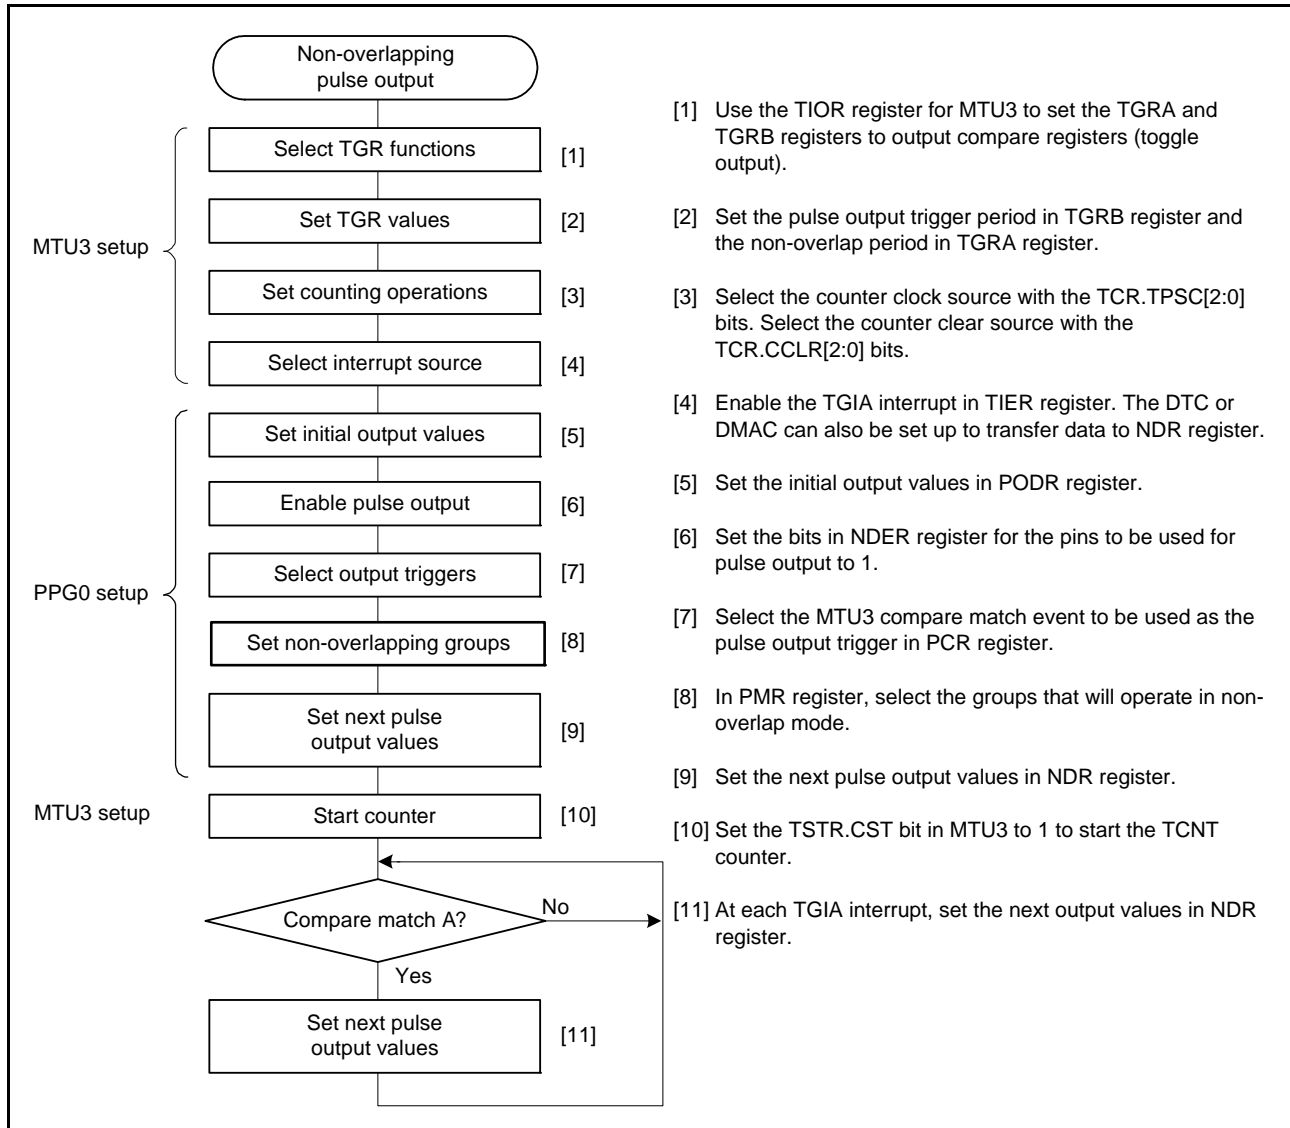 Non-overlapping
pulse output
MTU3 setup
Select TGR functions [1]
Set TGR values [2]
Set counting operations [3]
Select interrupt source [4]
PPG0 setup
Set initial output values [5]
Enable pulse output [6]
Select output triggers [7]
Set non-overlapping groups [8]
Set next pulse
output values [9]
MTU3 setup
Start counter [10]
Compare match A?
No
Yes
Set next pulse
output values [11]
[1] Use the TIOR register for MTU3 to set the TGRA and
TGRB registers to output compare registers (toggle
output).
[2] Set the pulse output trigger period in TGRB register and
the non-overlap period in TGRA register.
[3] Select the counter clock source with the TCR.TPSC[2:0]
bits. Select the counter clear source with the
TCR.CCLR[2:0] bits.
[4] Enable the TGIA interrupt in TIER register. The DTC or
DMAC can also be set up to transfer data to NDR register.
[5] Set the initial output values in PODR register.
[6] Set the bits in NDER register for the pins to be used for
pulse output to 1.
[7] Select the MTU3 compare match event to be used as the
pulse output trigger in PCR register.
[8] In PMR register, select the groups that will operate in non-
overlap mode.
[9] Set the next pulse output values in NDR register.
[10] Set the TSTR.CST bit in MTU3 to 1 to start the TCNT
counter.
[11] At each TGIA interrupt, set the next output values in NDR
register.